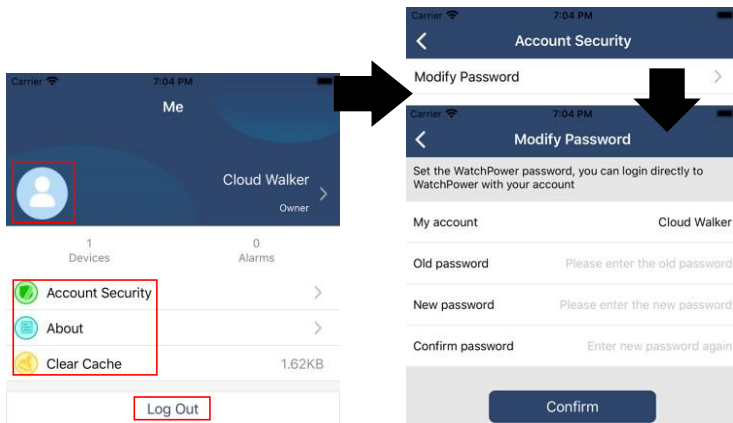 Carrier 7:04 PM
Me
Cloud Walker
Owner
1
Devices
0
Alarms
Account Security
About
Clear Cache 1.62KB
Log Out
Carrier 7:04 PM
Account Security
Modify Password
Carrier 7:04 PM
Modify Password
Set the WatchPower password, you can login directly to
WatchPower with your account
My account Cloud Walker
Old password Please enter the old password
New password Please enter the new password
Confirm password Enter new password again
Confirm